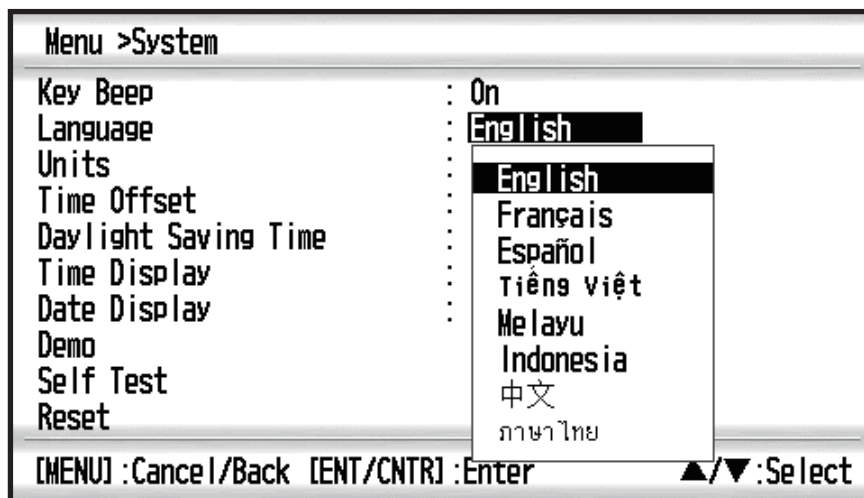 Menu >System
Key Beep : On
Language : English
Units :
Time Offset :
Daylight Saving Time :
Time Display :
Date Display :
Demo
Self Test
Reset
English
Français
Español
Tiếng Việt
Melayu
Indonesia
中文
ภาษาไทย
[MENU]:Cancel/Back [ENT/CNTR]:Enter ▲/▼:Select